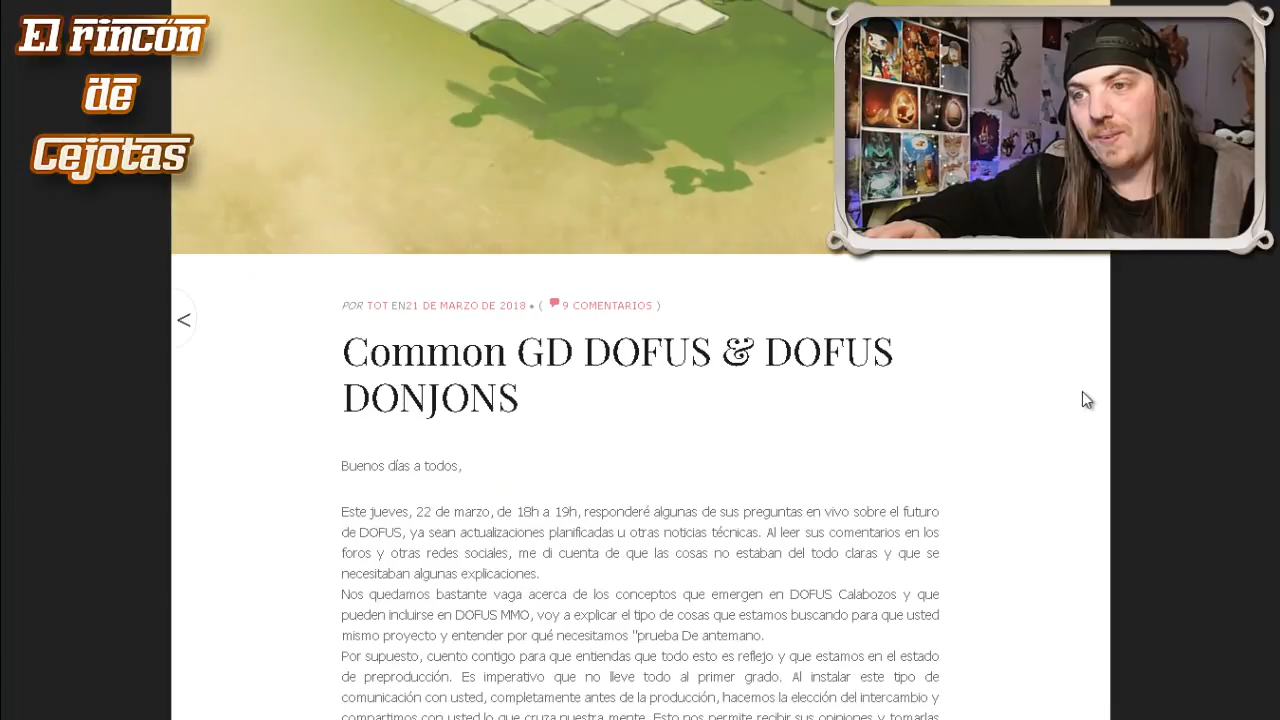 El rincón
de
Cejotas
POR TOT EN21 DE MARZO DE 2018 • ( 9 COMENTARIOS )
<
Common GD DOFUS & DOFUS
DONJONS
Buenos días a todos,
Este jueves, 22 de marzo, de 18h a 19h, responderé algunas de sus preguntas en vivo sobre el futuro
de DOFUS, ya sean actualizaciones planificadas u otras noticias técnicas. Al leer sus comentarios en los
foros y otras redes sociales, me di cuenta de que las cosas no estaban del todo claras y que se
necesitaban algunas explicaciones.
Nos quedamos bastante vaga acerca de los conceptos que emergen en DOFUS Calabozos y que
pueden incluirse en DOFUS MMO, voy a explicar el tipo de cosas que estamos buscando para que usted
mismo proyecto y entender por qué necesitamos "prueba De antemano.
Por supuesto, cuento contigo para que entiendas que todo esto es reflejo y que estamos en el estado
de preproducción. Es imperativo que no lleve todo al primer grado. Al instalar este tipo de
comunicación con usted, completamente antes de la producción, hacemos la elección del intercambio y
compartimos con usted lo que cruza nuestra mente. Esto nos permite recibir sus opiniones y tomarlas